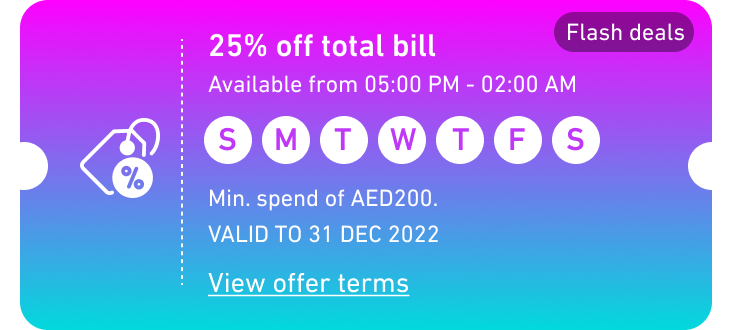 Flash deals
25% off total bill
Available from 05:00 PM - 02:00 AM
S M T W T F S
%
Min. spend of AED200.
VALID TO 31 DEC 2022
View offer terms